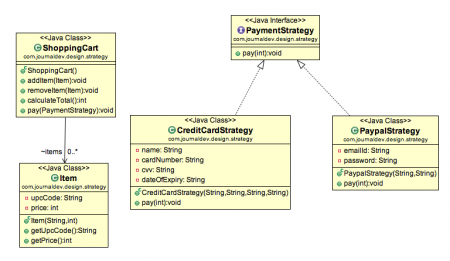 <<Java Class>>
ShoppingCart
com.journaldev.design.strategy
ShoppingCart()
addItem(Item):void
removeItem(Item):void
calculateTotal():int
pay(PaymentStrategy):void
~items 0..*
<<Java Class>>
Item
com.journaldev.design.strategy
upcCode: String
price: int
Item(String,int)
getUpcCode():String
getPrice():int
<<Java Interface>>
PaymentStrategy
com.journaldev.design.strategy
pay(int):void
<<Java Class>>
CreditCardStrategy
com.journaldev.design.strategy
name: String
cardNumber: String
cvv: String
dateOfExpiry: String
CreditCardStrategy(String,String,String,String)
pay(int):void
<<Java Class>>
PaypalStrategy
com.journaldev.design.strategy
emailId: String
password: String
PaypalStrategy(String,String)
pay(int):void